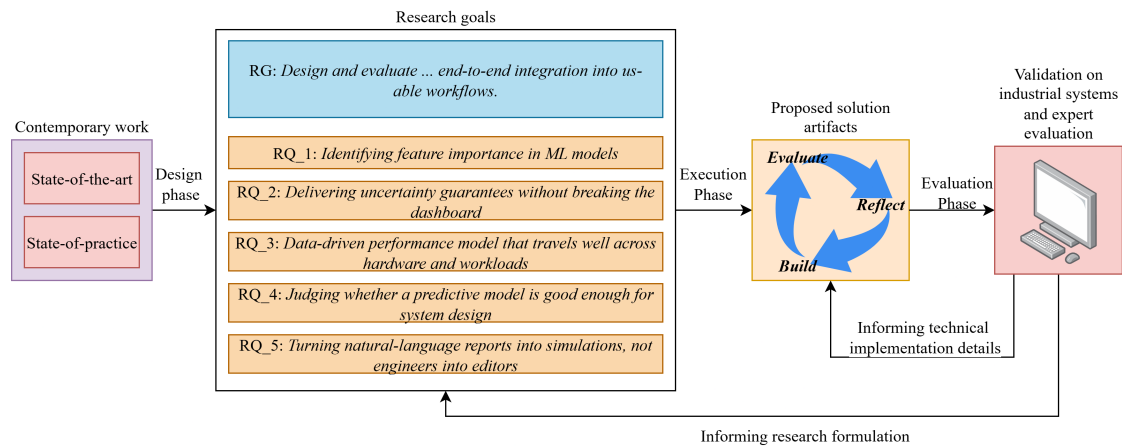 Research goals
RG: Design and evaluate ... end-to-end integration into us-
able workflows.
RQ_1: Identifying feature importance in ML models
RQ_2: Delivering uncertainty guarantees without breaking the
dashboard
RQ_3: Data-driven performance model that travels well across
hardware and workloads
RQ_4: Judging whether a predictive model is good enough for
system design
RQ_5: Turning natural-language reports into simulations, not
engineers into editors
Contemporary work
State-of-the-art
State-of-practice
Design
phase
Execution
Phase
Proposed solution
artifacts
Evaluate
Reflect
Build
Evaluation
Phase
Validation on
industrial systems
and expert
evaluation
Informing technical
implementation details
Informing research formulation